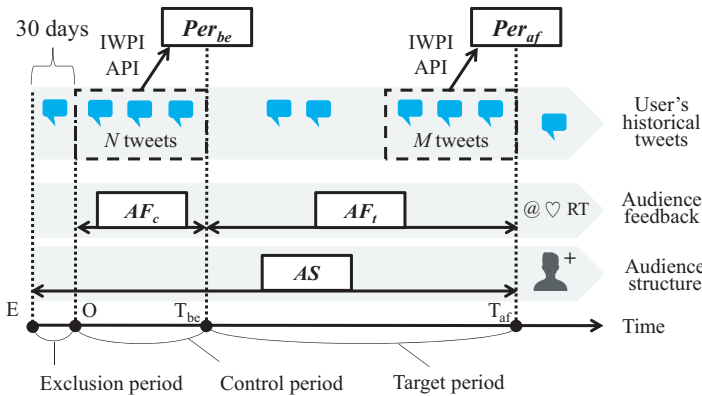 30 days
IWPI
API
Per_be
IWPI
API
Per_af
N tweets
M tweets
User's
historical
tweets
AF_c
AF_t
@ ♡ RT
Audience
feedback
AS
+
Audience
structure
E
O
T_be
T_af
Time
Exclusion period
Control period
Target period